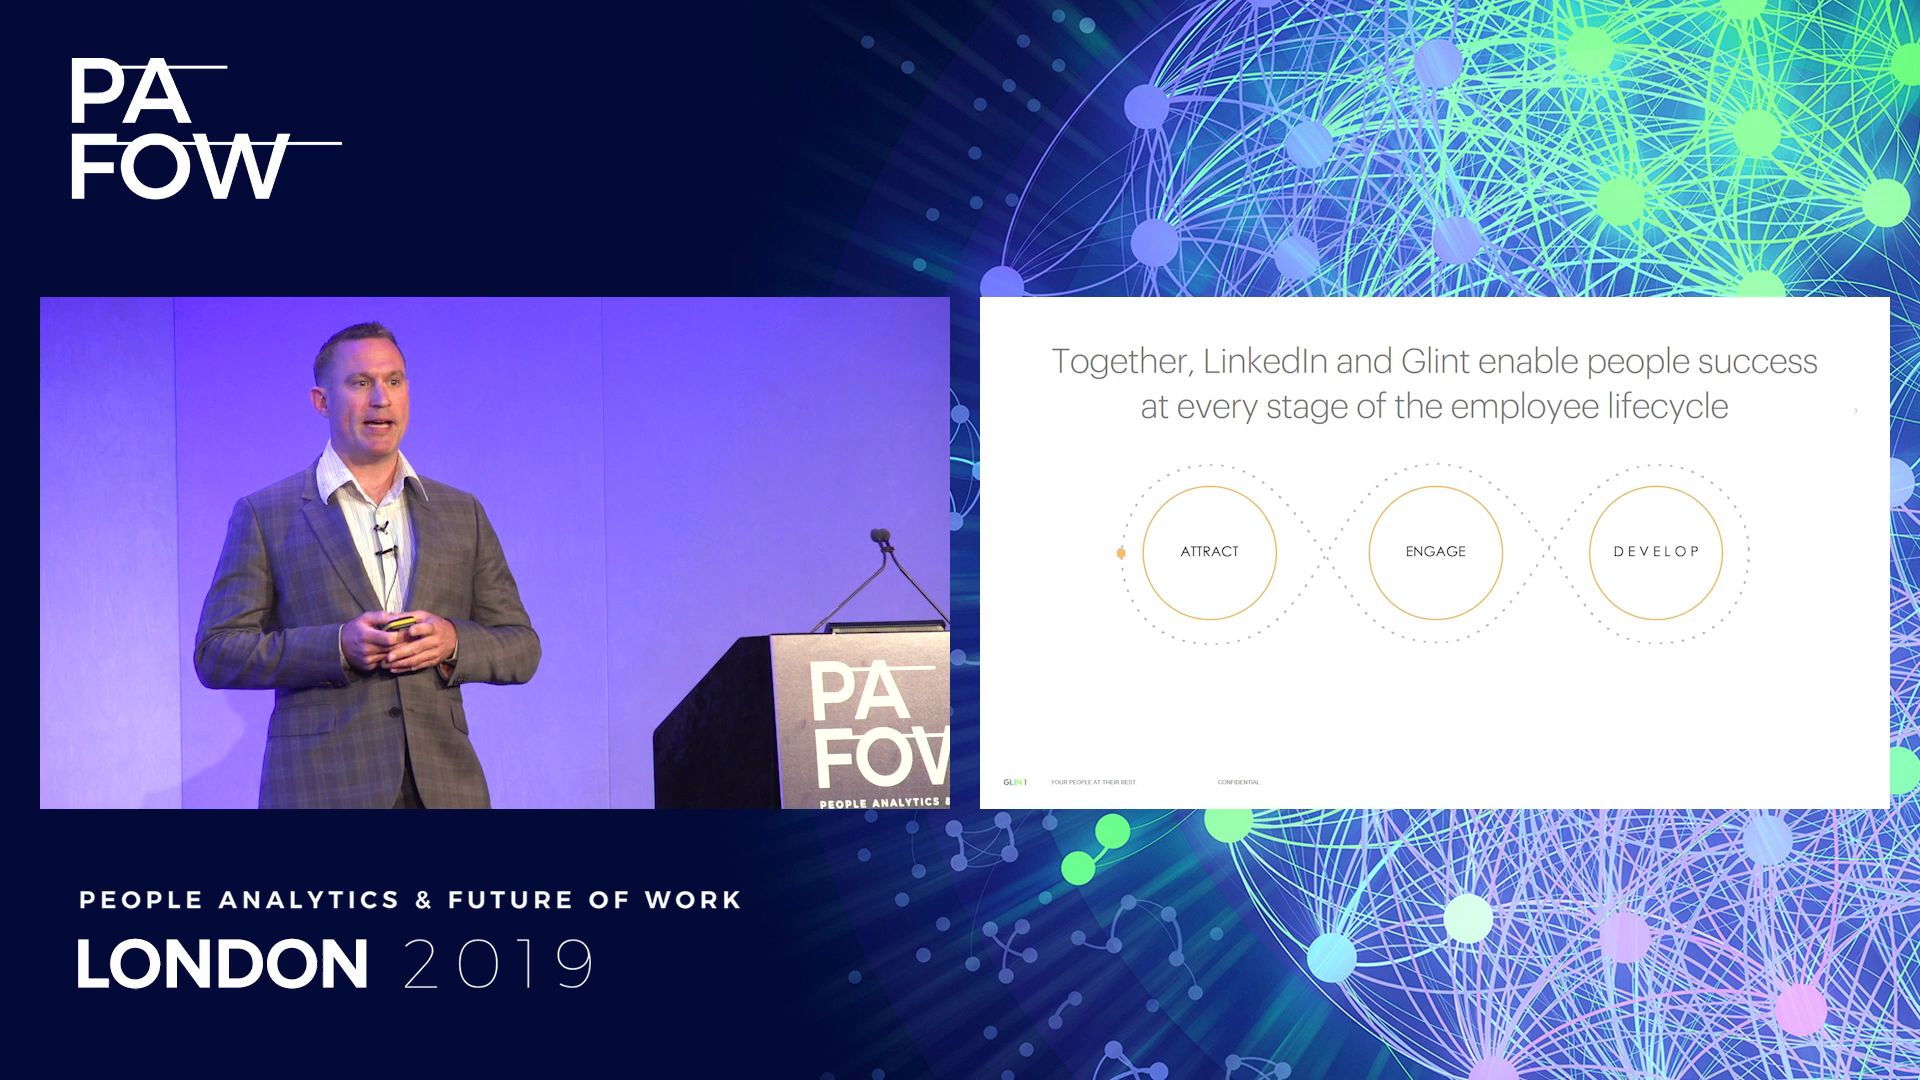 PA
FOW
Together, LinkedIn and Glint enable people success
at every stage of the employee lifecycle
3
ATTRACT
ENGAGE
DEVELOP
GLINT
YOUR PEOPLE AT THEIR BEST
CONFIDENTIAL
PA
FOW
PEOPLE ANALYTICS &
PEOPLE ANALYTICS & FUTURE OF WORK
LONDON 2019